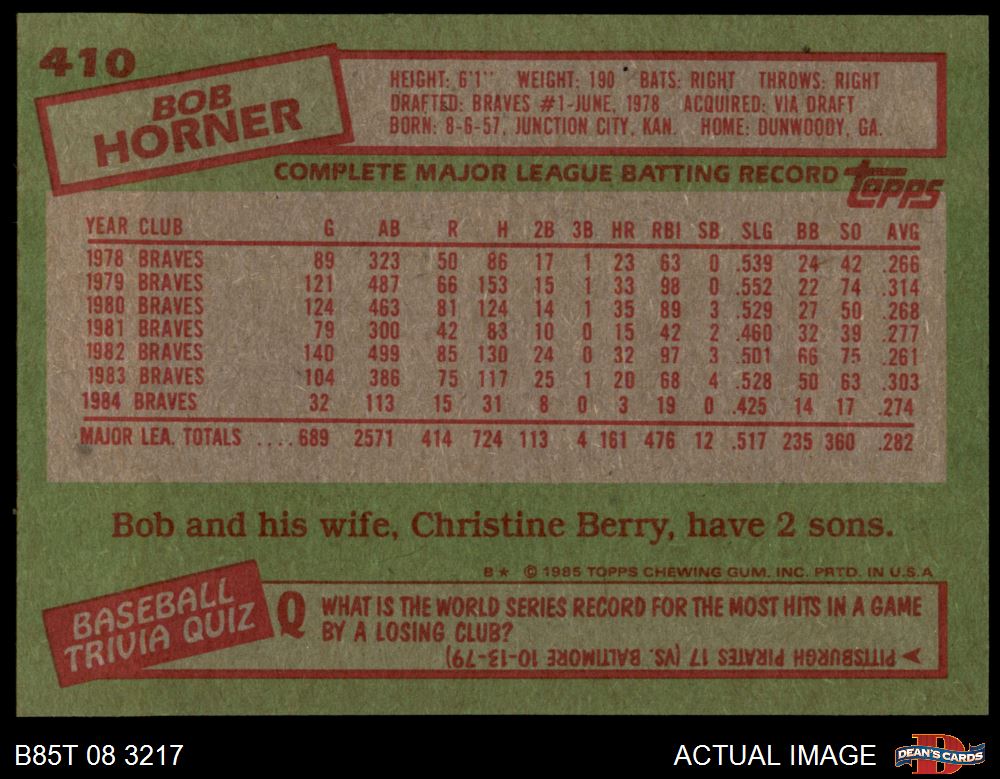 410
BOB
HORNER
HEIGHT: 6'1" WEIGHT: 190 BATS: RIGHT THROWS: RIGHT
DRAFTED: BRAVES #1-JUNE, 1978 ACQUIRED: VIA DRAFT
BORN: 8-6-57, JUNCTION CITY, KAN. HOME: DUNWOODY, GA.
COMPLETE MAJOR LEAGUE BATTING RECORD topps
YEAR CLUB G AB R H 2B 3B HR RBI SB SLG BB SO AVG
1978 BRAVES 89 323 50 86 17 1 23 63 0 .539 24 42 .266
1979 BRAVES 121 487 66 153 15 1 33 98 0 .552 22 74 .314
1980 BRAVES 124 463 81 124 14 1 35 89 3 .529 27 50 .268
1981 BRAVES 79 300 42 83 10 0 15 42 2 .460 32 39 .277
1982 BRAVES 140 499 85 130 24 0 32 97 3 .501 66 75 .261
1983 BRAVES 104 386 75 117 25 1 20 68 4 .528 50 63 .303
1984 BRAVES 32 113 15 31 8 0 3 19 0 .425 14 17 .274
MAJOR LEA. TOTALS ....689 2571 414 724 113 4 161 476 12 .517 235 360 .282
Bob and his wife, Christine Berry, have 2 sons.
B★ © 1985 TOPPS CHEWING GUM, INC. PRTD. IN U.S.A
BASEBALL
TRIVIA QUIZ
Q WHAT IS THE WORLD SERIES RECORD FOR THE MOST HITS IN A GAME
BY A LOSING CLUB?
PITTSBURGH PIRATES 17 (VS. BALTIMORE 10-13-79)
B85T 08 3217
ACTUAL IMAGE
DEAN'S CARDS